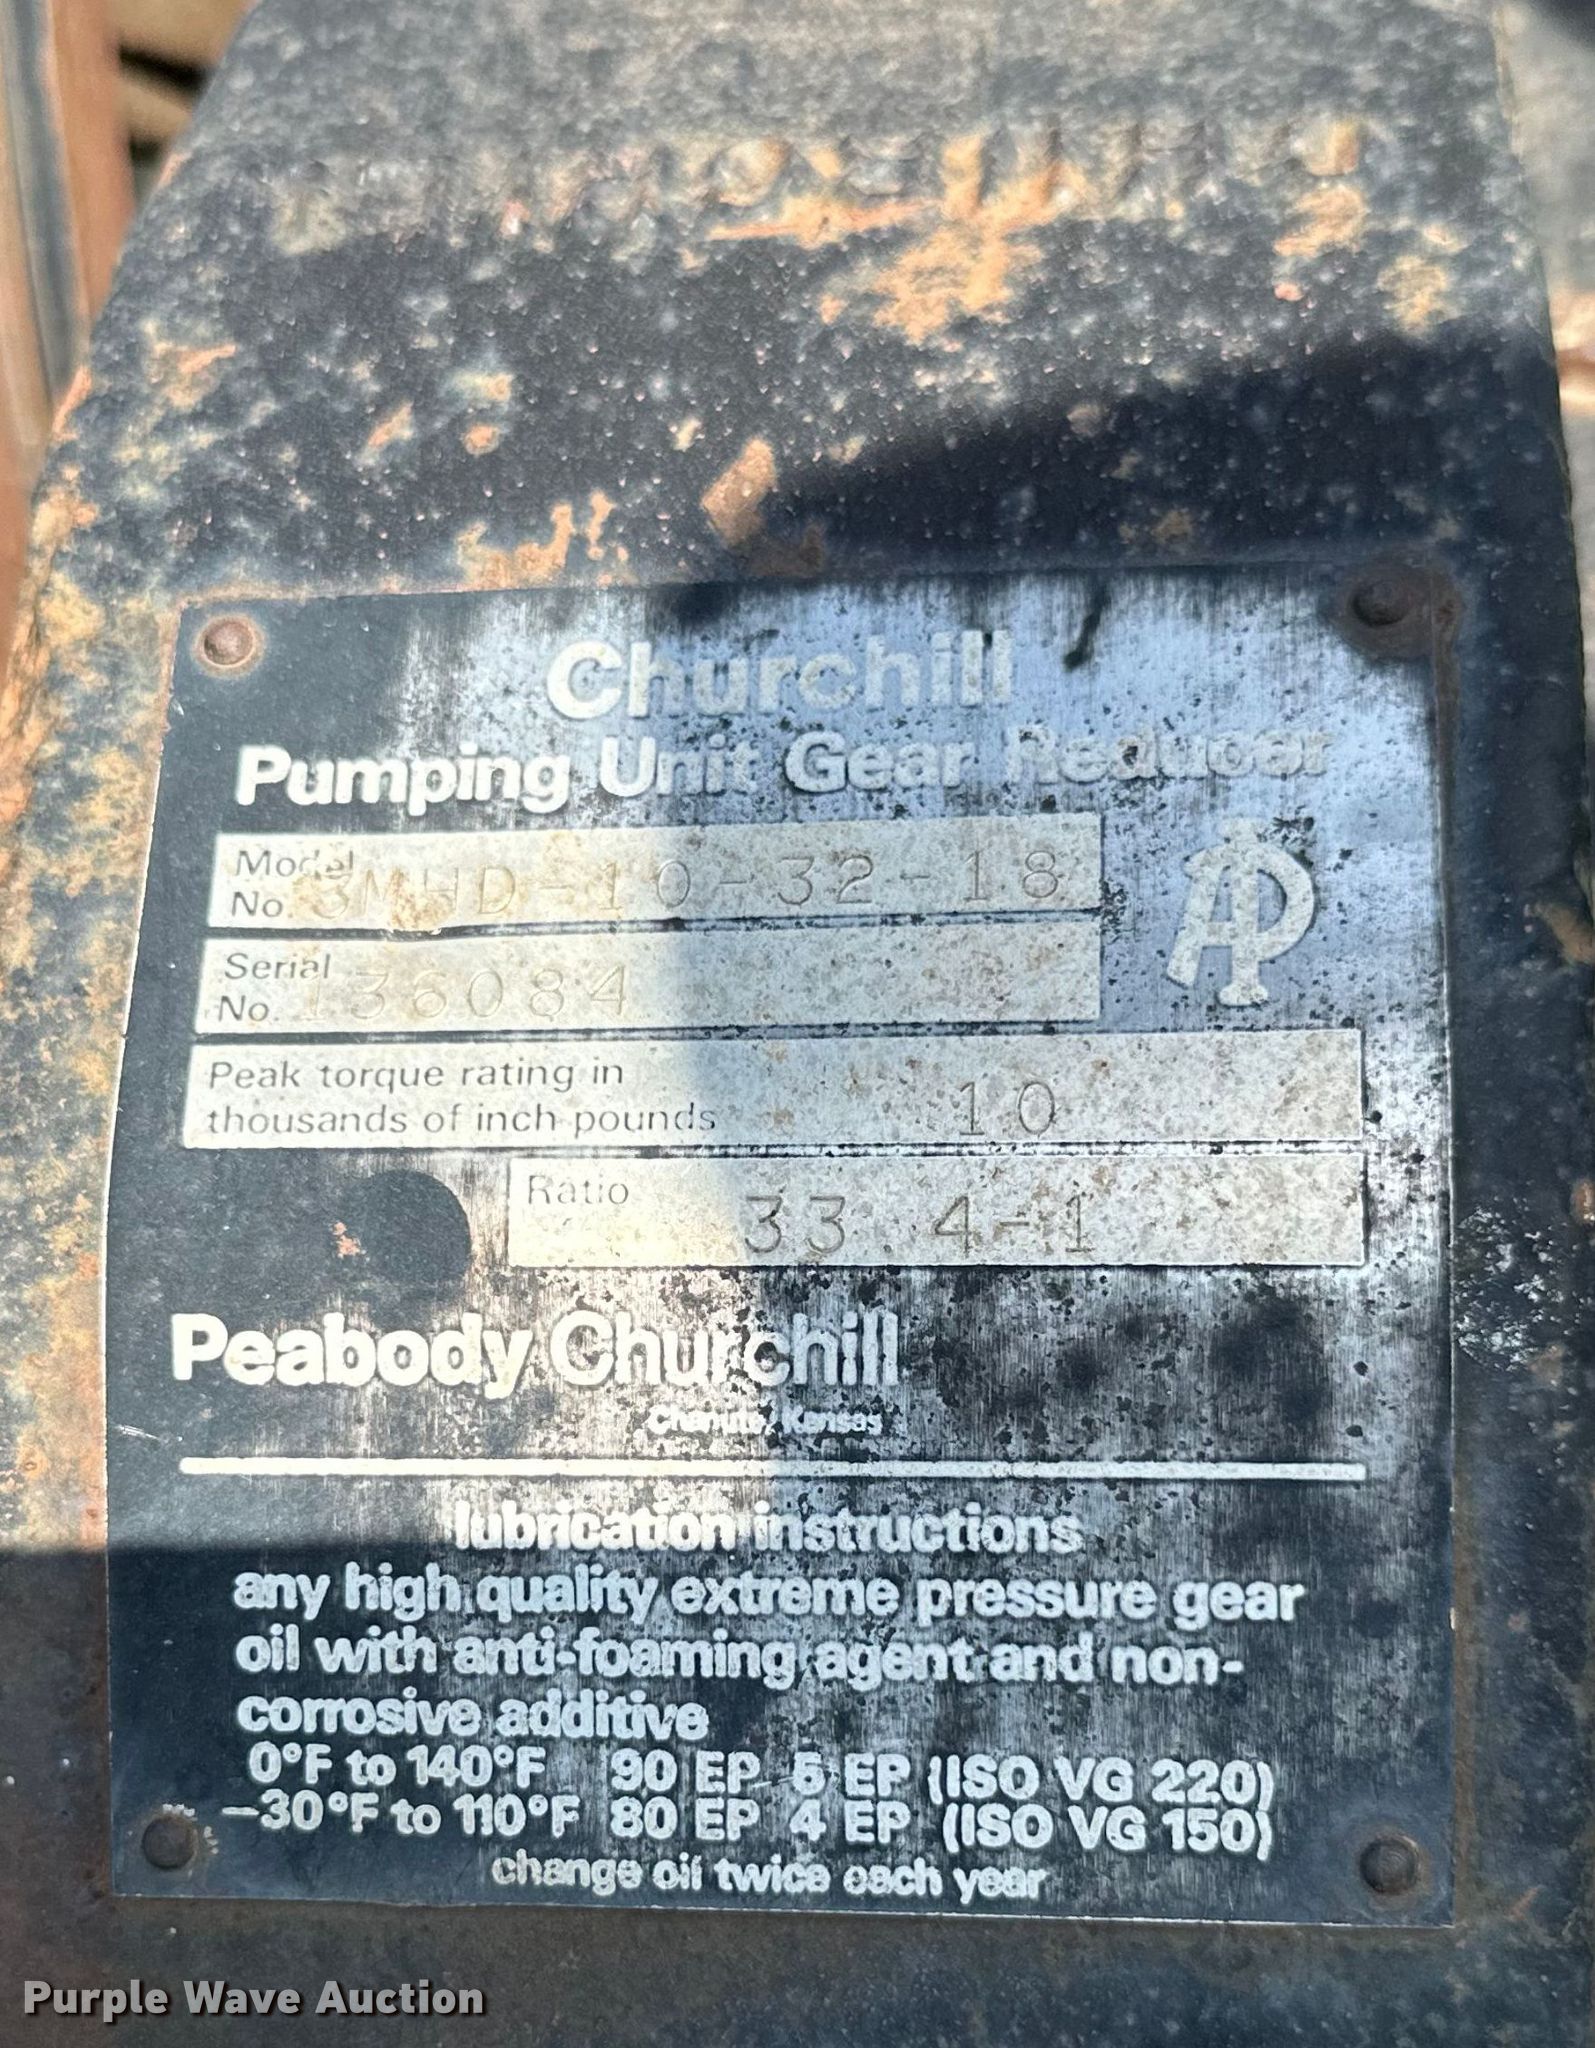 Churchill
Pumping Unit Gear Reducer
Model
No. 3MHD-10-32-18
Serial
No. 136084
Peak torque rating in
thousands of inch pounds 10
Ratio 33.4-1
Peabody Churchill
Chanute, Kansas
lubrication instructions
any high quality extreme pressure gear
oil with anti-foaming agent and non-
corrosive additive
0°F to 140°F 90 EP 5 EP (ISO VG 220)
-30°F to 110°F 80 EP 4 EP (ISO VG 150)
change oil twice each year
Purple Wave Auction